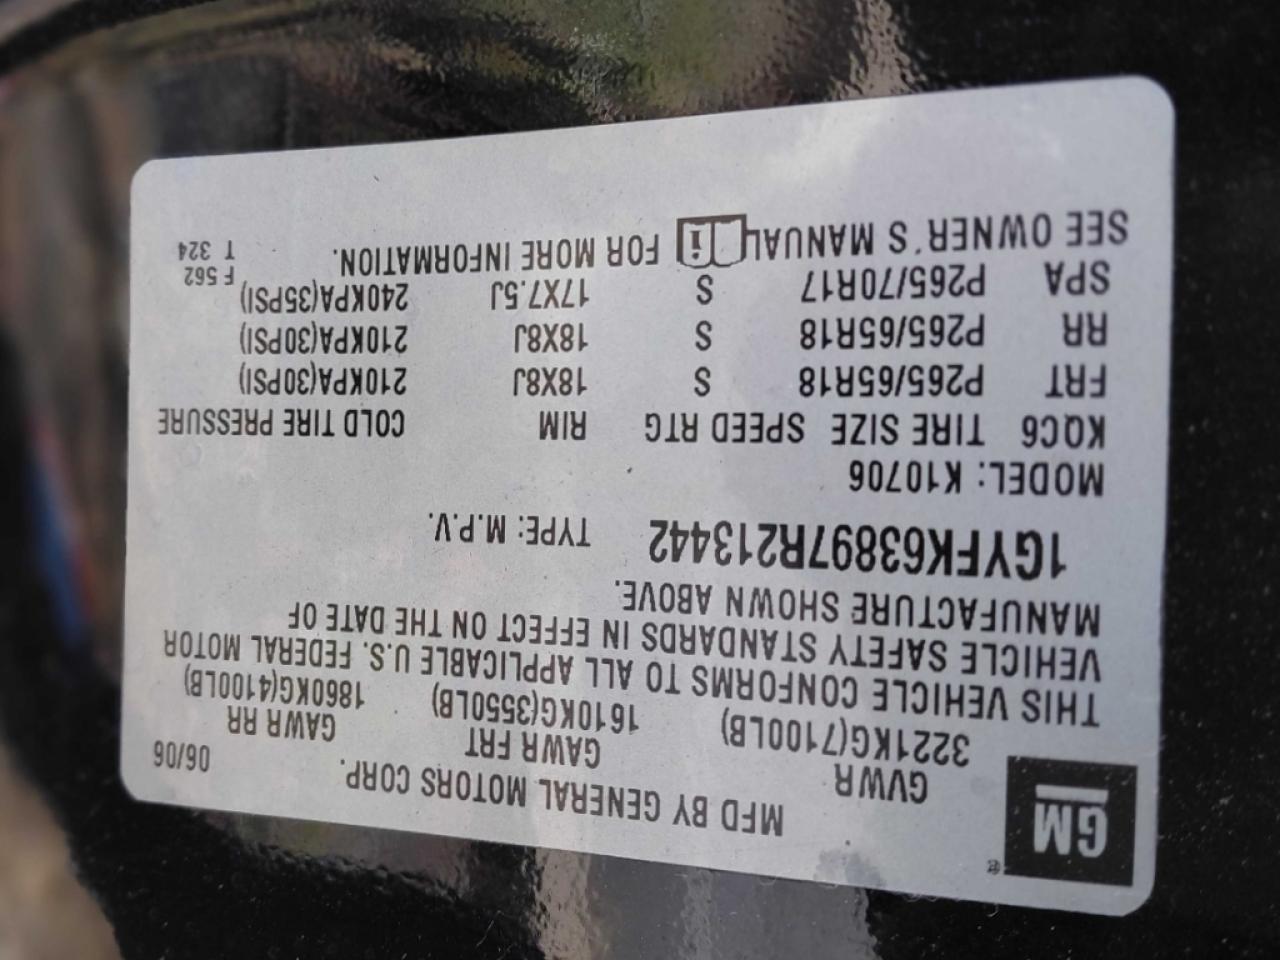 GM ®
MFD BY GENERAL MOTORS CORP. 06/06
GVWR GAWR FRT GAWR RR
3221KG(7100LB) 1610KG(3550LB) 1860KG(4100LB)
THIS VEHICLE CONFORMS TO ALL APPLICABLE U.S. FEDERAL MOTOR
VEHICLE SAFETY STANDARDS IN EFFECT ON THE DATE OF
MANUFACTURE SHOWN ABOVE.
1GYFK63897R213442 TYPE: M.P.V.
MODEL: K10706
KQC6 TIRE SIZE SPEED RTG RIM COLD TIRE PRESSURE
FRT P265/65R18 S 18X8J 210KPA(30PSI)
RR P265/65R18 S 18X8J 210KPA(30PSI)
SPA P265/70R17 S 17X7.5J 240KPA(35PSI)
SEE OWNER'S MANUAL i FOR MORE INFORMATION.
F 562
T 324